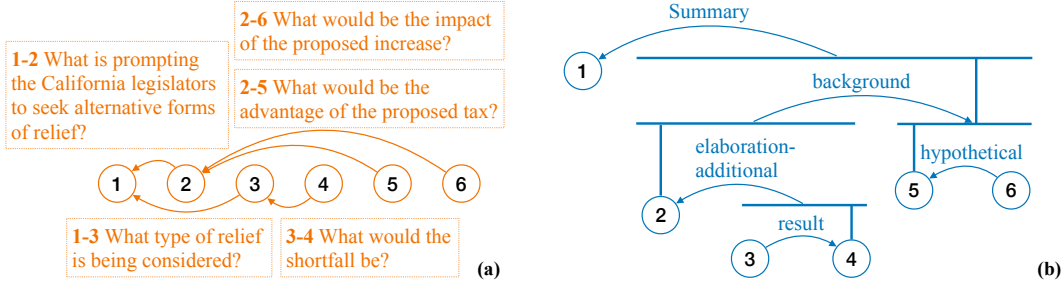 2-6 What would be the impact
of the proposed increase?
1-2 What is prompting
the California legislators
to seek alternative forms
of relief?
2-5 What would be the
advantage of the proposed tax?
1 2 3 4 5 6
1-3 What type of relief
is being considered?
3-4 What would the
shortfall be?
(a)
Summary
1
background
elaboration-
additional
hypothetical
2
5 6
result
3 4
(b)